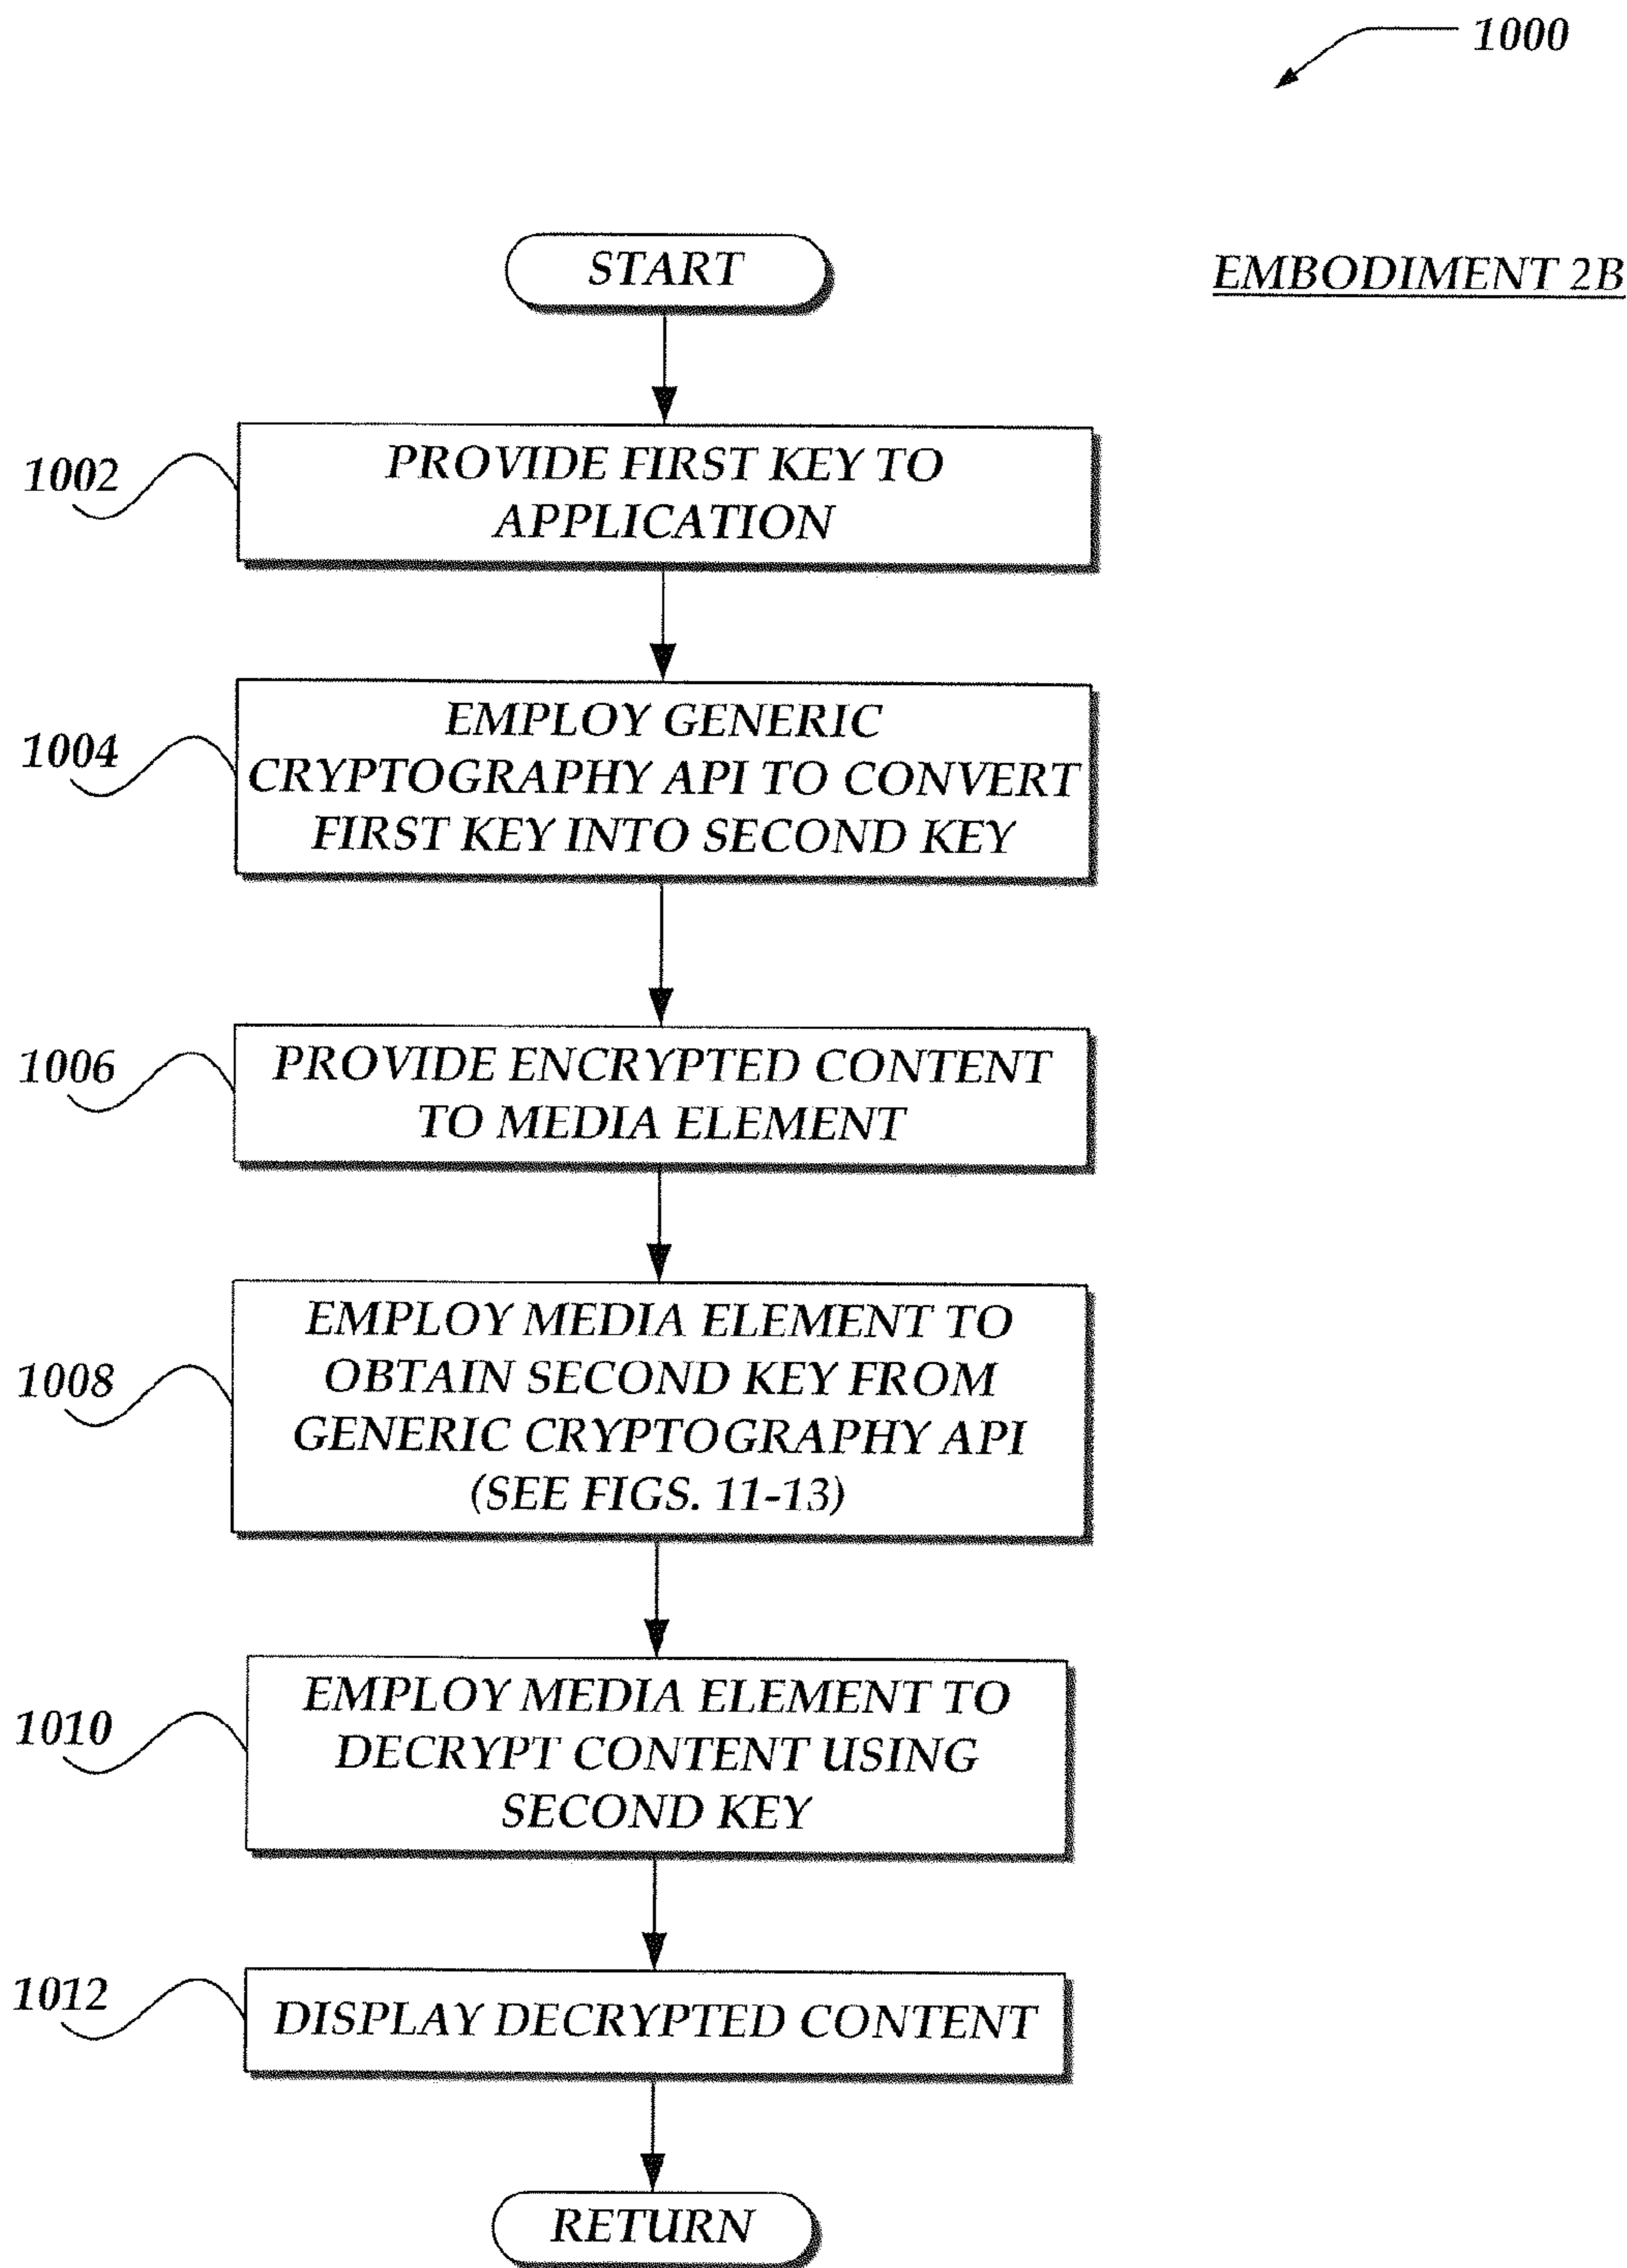 1000
START
EMBODIMENT 2B
1002
PROVIDE FIRST KEY TO
APPLICATION
1004
EMPLOY GENERIC
CRYPTOGRAPHY API TO CONVERT
FIRST KEY INTO SECOND KEY
1006
PROVIDE ENCRYPTED CONTENT
TO MEDIA ELEMENT
1008
EMPLOY MEDIA ELEMENT TO
OBTAIN SECOND KEY FROM
GENERIC CRYPTOGRAPHY API
(SEE FIGS. 11-13)
1010
EMPLOY MEDIA ELEMENT TO
DECRYPT CONTENT USING
SECOND KEY
1012
DISPLAY DECRYPTED CONTENT
RETURN